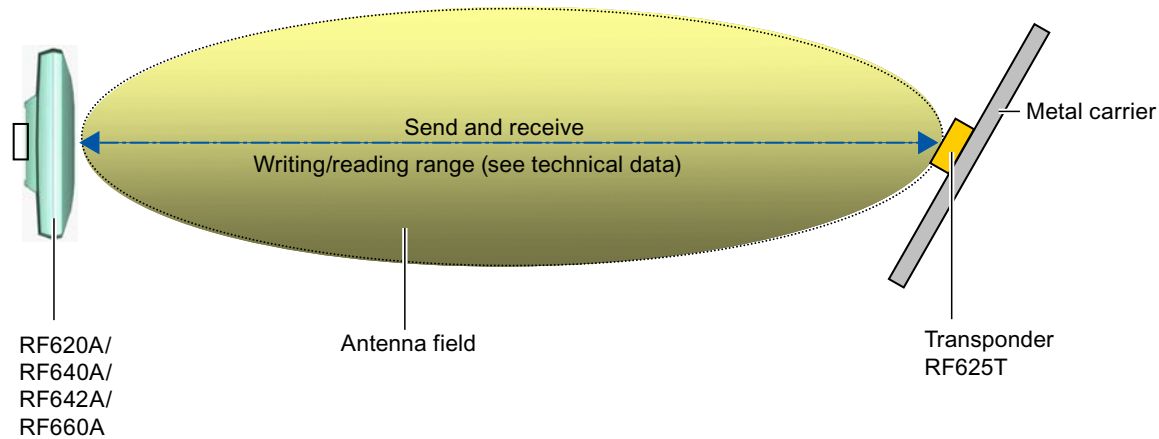 Send and receive
Writing/reading range (see technical data)
Metal carrier
RF620A/
RF640A/
RF642A/
RF660A
Antenna field
Transponder
RF625T